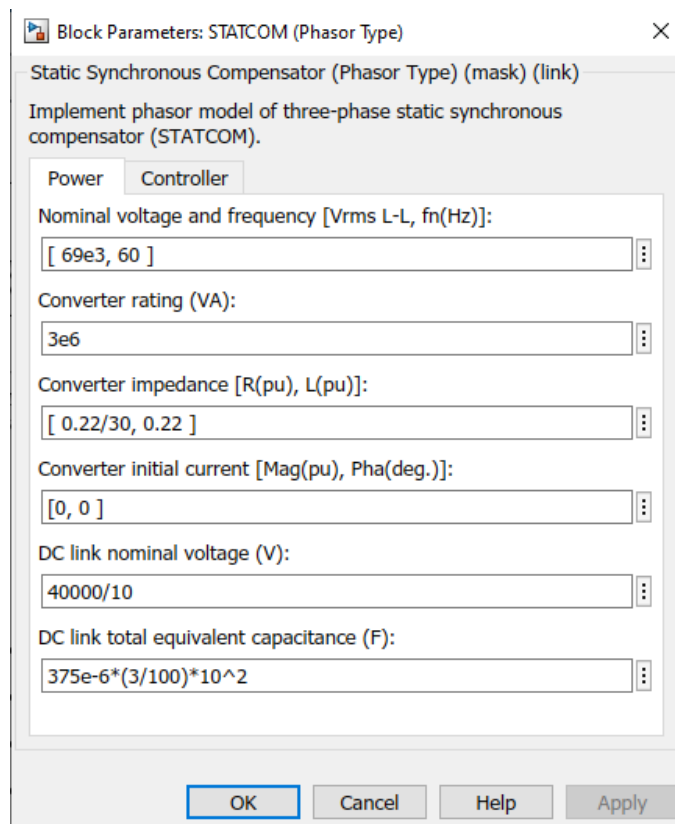 Block Parameters: STATCOM (Phasor Type)
Static Synchronous Compensator (Phasor Type) (mask) (link)
Implement phasor model of three-phase static synchronous
compensator (STATCOM).
Power Controller
Nominal voltage and frequency [Vrms L-L, fn(Hz)]:
[ 69e3, 60 ]
Converter rating (VA):
3e6
Converter impedance [R(pu), L(pu)]:
[ 0.22/30, 0.22 ]
Converter initial current [Mag(pu), Pha(deg.)]:
[0, 0 ]
DC link nominal voltage (V):
40000/10
DC link total equivalent capacitance (F):
375e-6*(3/100)*10^2
OK Cancel Help Apply